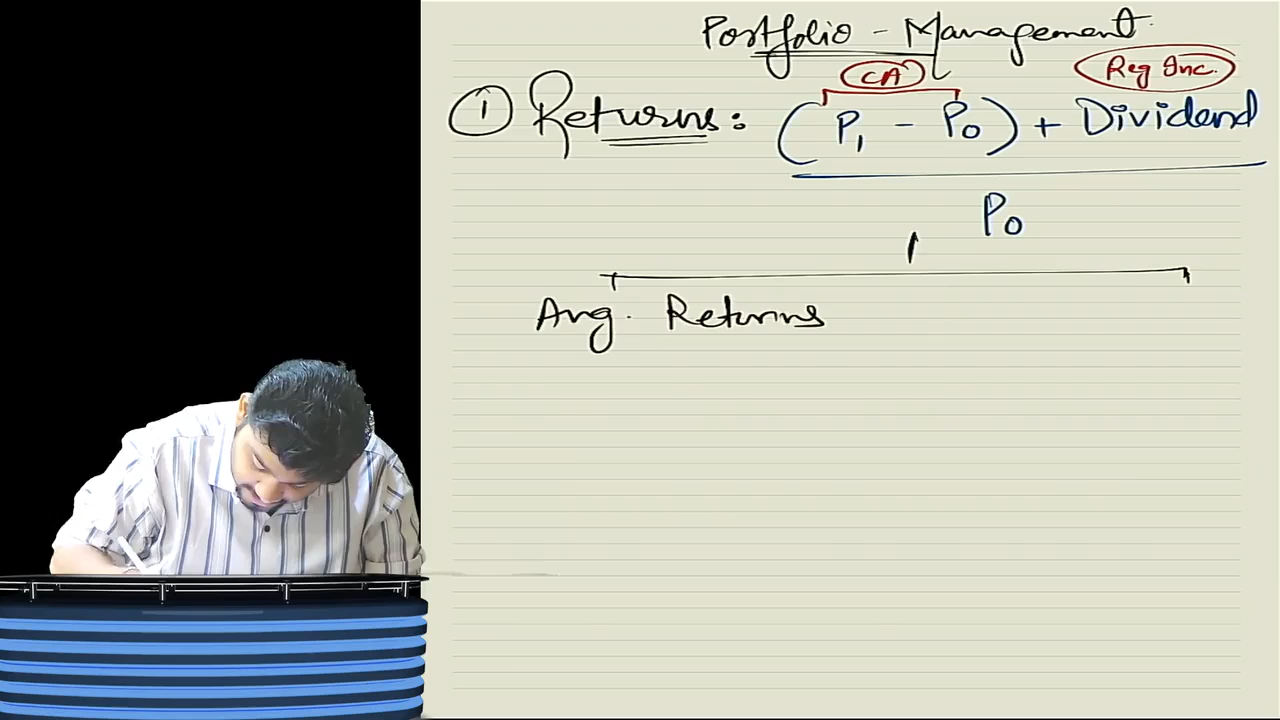 Portfolio - Management
CA Reg Inc.
① Returns: (P₁ - P₀) + Dividend
P₀
Avg. Returns